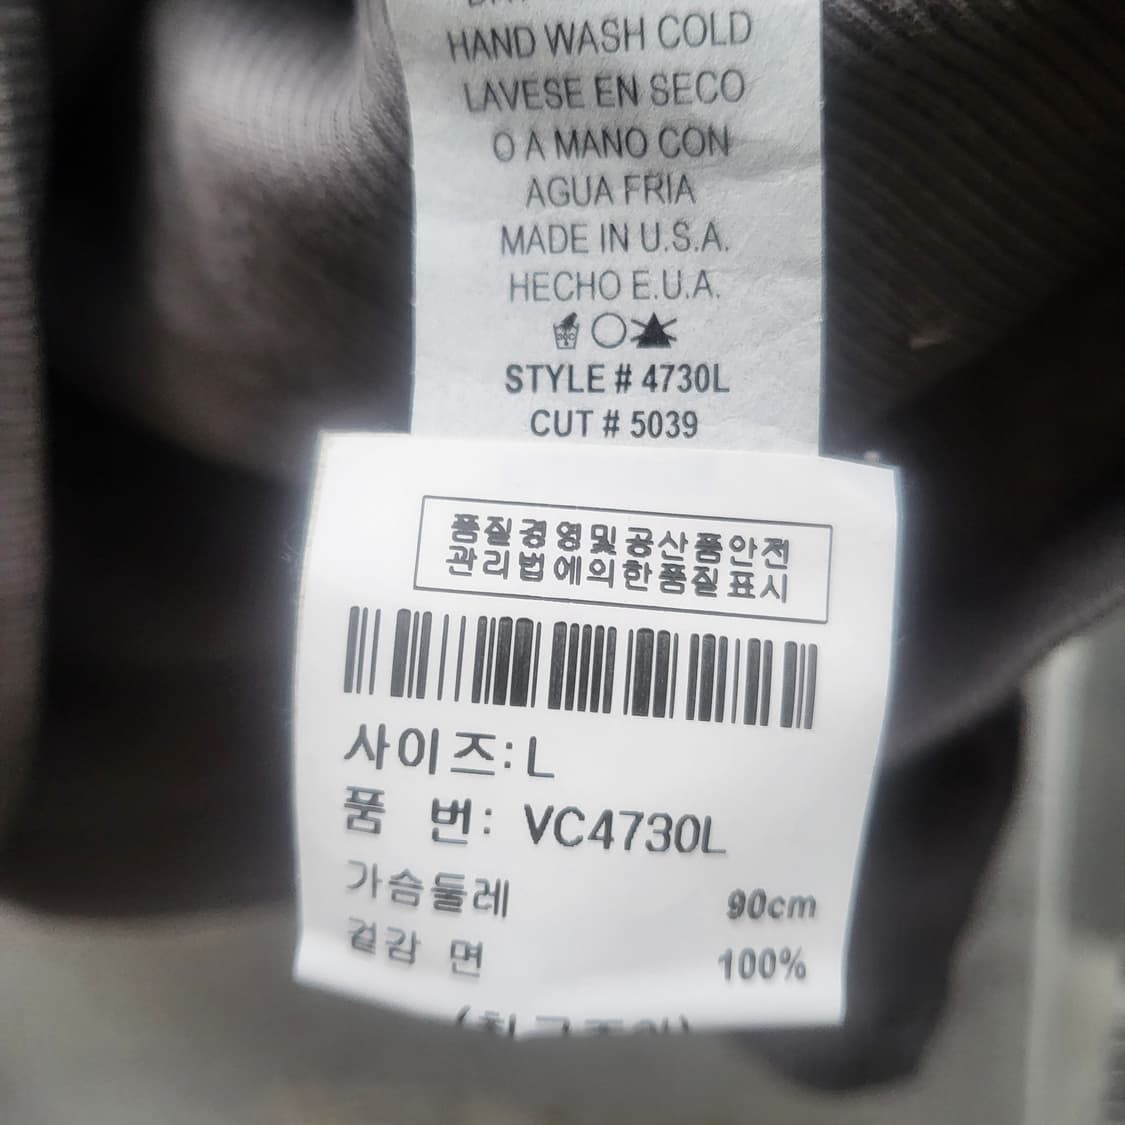 HAND WASH COLD
LAVESE EN SECO
O A MANO CON
AGUA FRIA
MADE IN U.S.A.
HECHO E.U.A.
STYLE # 4730L
CUT # 5039
품질경영및공산품안전
관리법에의한품질표시
사이즈:L
품 번: VC4730L
가슴둘레 90cm
겉감 면 100%